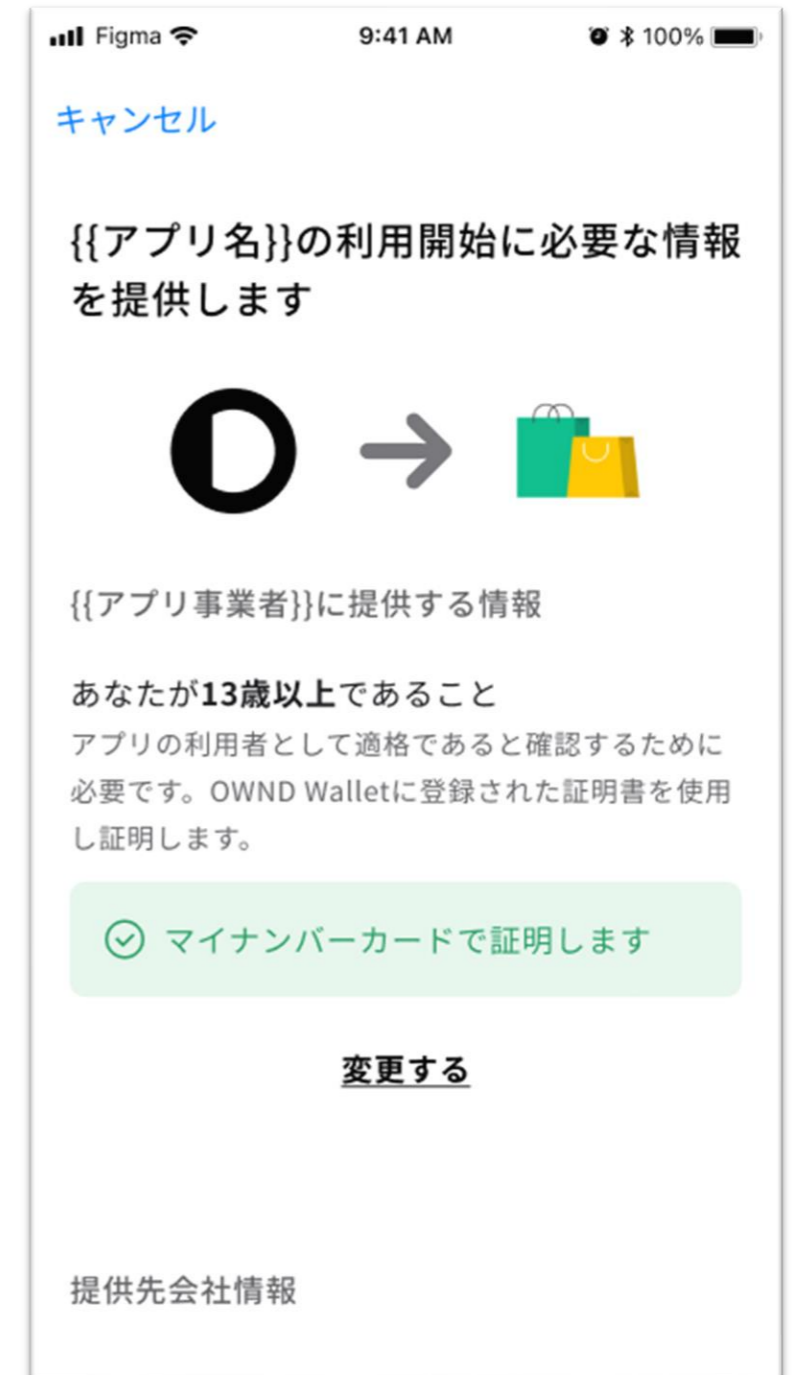 Figma 9:41 AM 100%
キャンセル
{{アプリ名}}の利用開始に必要な情報
を提供します
{{アプリ事業者}}に提供する情報
あなたが13歳以上であること
アプリの利用者として適格であると確認するために
必要です。OWND Walletに登録された証明書を使用
し証明します。
マイナンバーカードで証明します
変更する
提供先会社情報